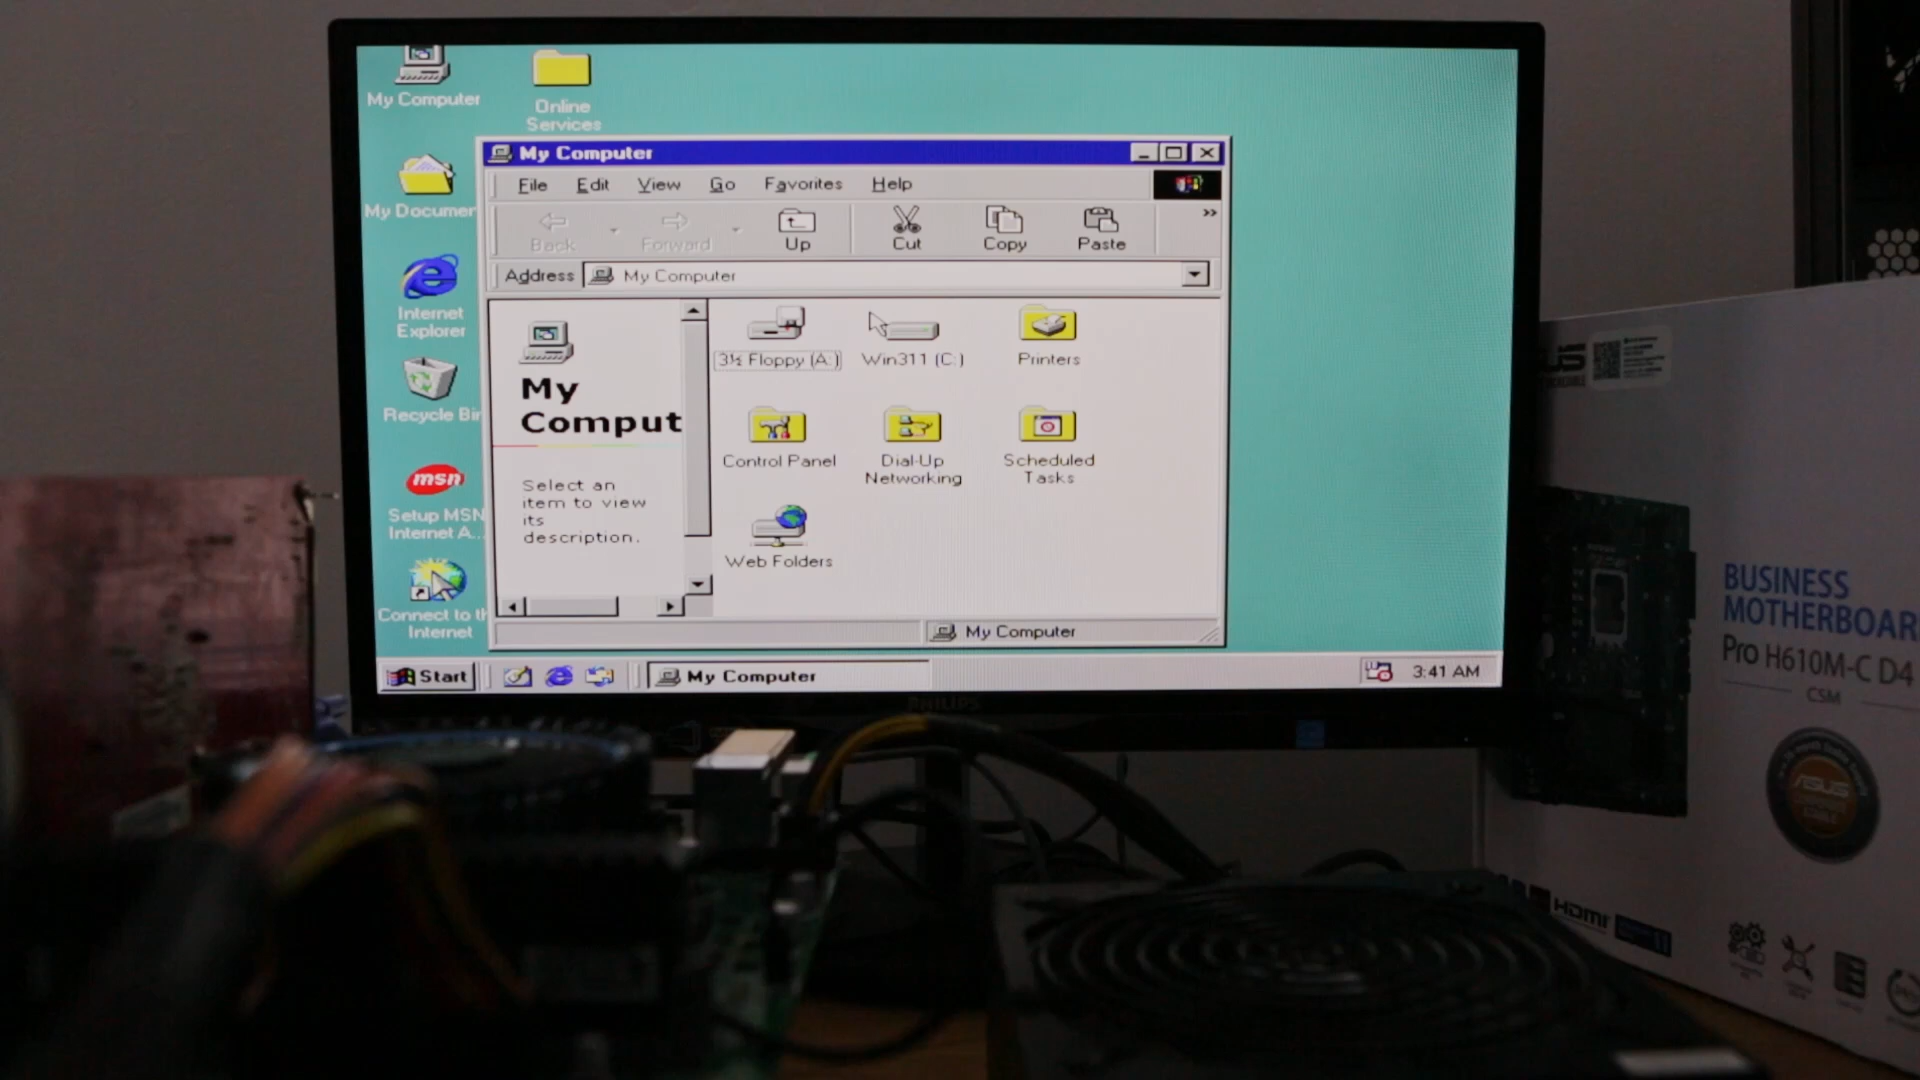 My Computer
Online
Services
My Computer
File Edit View Go Favorites Help
Back Forward Up Cut Copy Paste »
Address My Computer
My Documen
Internet
Explorer
Recycle Bin
msn
Setup MSN
Internet A...
Connect to th
Internet
My
Comput
Select an
item to view
its
description.
3½ Floppy (A:) Win311 (C:) Printers
Control Panel Dial-Up
Networking Scheduled
Tasks
Web Folders
My Computer
Start My Computer 3:41 AM
PHILIPS
BUSINESS
MOTHERBOAR
Pro H610M-C D4
CSM
ASUS
HDMI